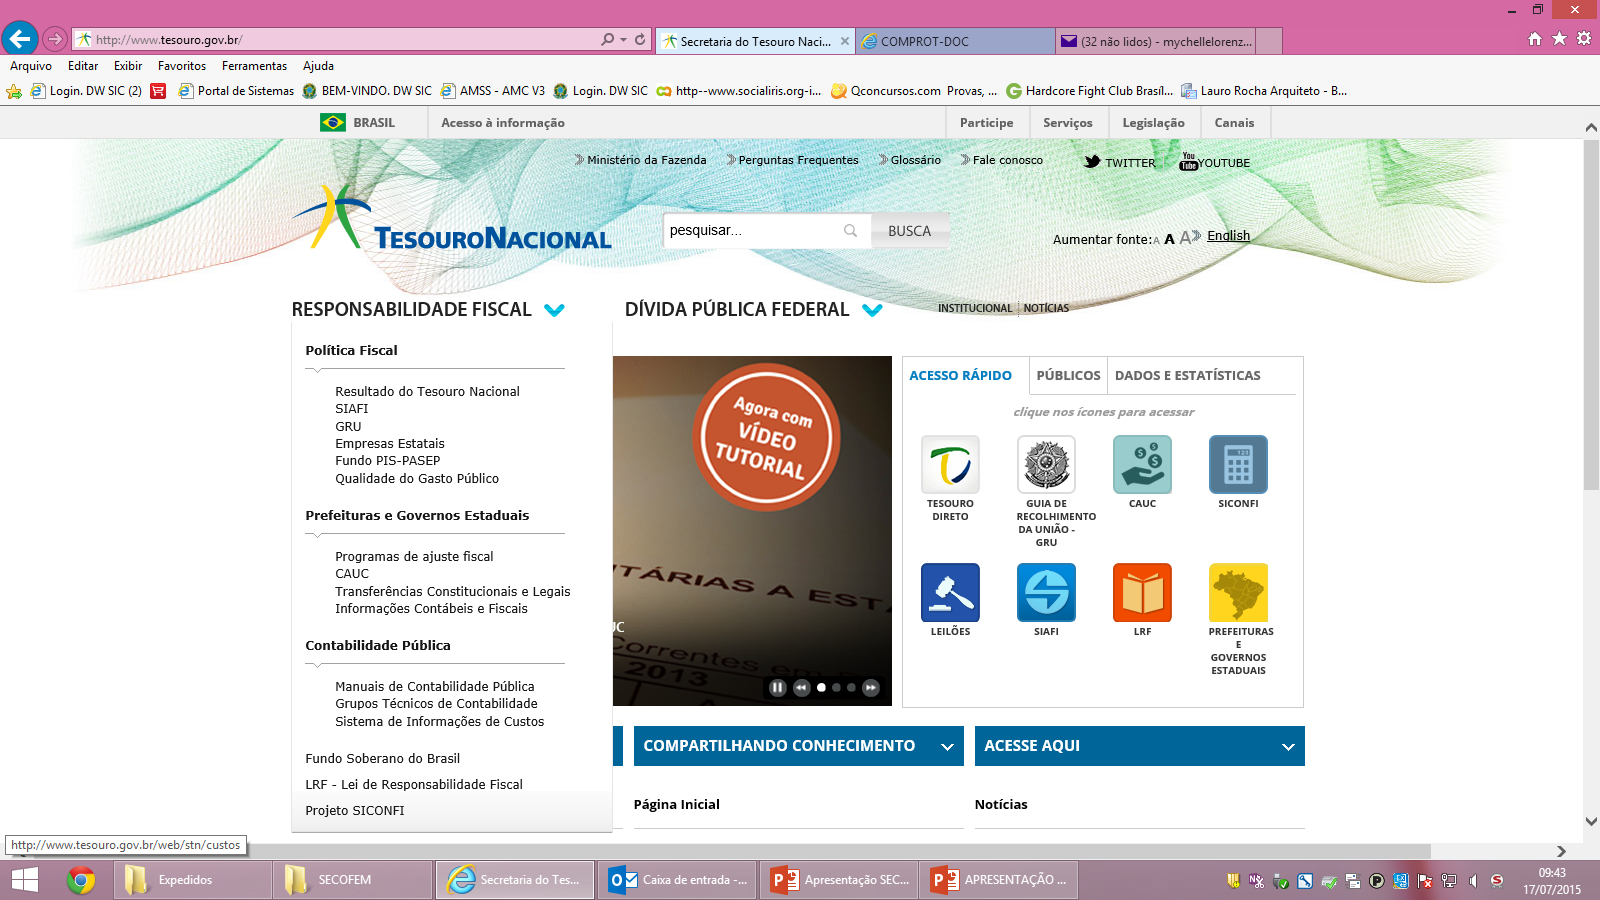 http://www.tesouro.gov.br/
Secretaria do Tesouro Naci...
COMPROT-DOC
(32 não lidos) - mychellelorenz...
Arquivo Editar Exibir Favoritos Ferramentas Ajuda
Login. DW SIC (2) Portal de Sistemas BEM-VINDO. DW SIC AMSS - AMC V3 Login. DW SIC http--www.socialiris.org-i... Qconcursos.com Provas, ... Hardcore Fight Club Brasíl... Lauro Rocha Arquiteto - B...
BRASIL Acesso à informação Participe Serviços Legislação Canais
Ministério da Fazenda Perguntas Frequentes Glossário Fale conosco TWITTER You Tube YOUTUBE
TESOURONACIONAL
pesquisar... BUSCA
Aumentar fonte: A A A English
RESPONSABILIDADE FISCAL DÍVIDA PÚBLICA FEDERAL INSTITUCIONAL NOTÍCIAS
Política Fiscal
Resultado do Tesouro Nacional
SIAFI
GRU
Empresas Estatais
Fundo PIS-PASEP
Qualidade do Gasto Público
Prefeituras e Governos Estaduais
Programas de ajuste fiscal
CAUC
Transferências Constitucionais e Legais
Informações Contábeis e Fiscais
Contabilidade Pública
Manuais de Contabilidade Pública
Grupos Técnicos de Contabilidade
Sistema de Informações de Custos
Fundo Soberano do Brasil
LRF - Lei de Responsabilidade Fiscal
Projeto SICONFI
Agora com
VÍDEO
TUTORIAL
TÁRIAS A ESTA
UC
Correntes em
2013
ACESSO RÁPIDO PÚBLICOS DADOS E ESTATÍSTICAS
clique nos ícones para acessar
TESOURO
DIRETO
GUIA DE
RECOLHIMENTO
DA UNIÃO -
GRU
CAUC
123
SICONFI
LEILÕES
SIAFI
LRF
PREFEITURAS
E
GOVERNOS
ESTADUAIS
COMPARTILHANDO CONHECIMENTO ACESSE AQUI
Página Inicial Notícias
http://www.tesouro.gov.br/web/stn/custos
Expedidos SECOFEM Secretaria do Tes... Caixa de entrada -... Apresentação SEC... APRESENTAÇÃO ...
09:43
17/07/2015